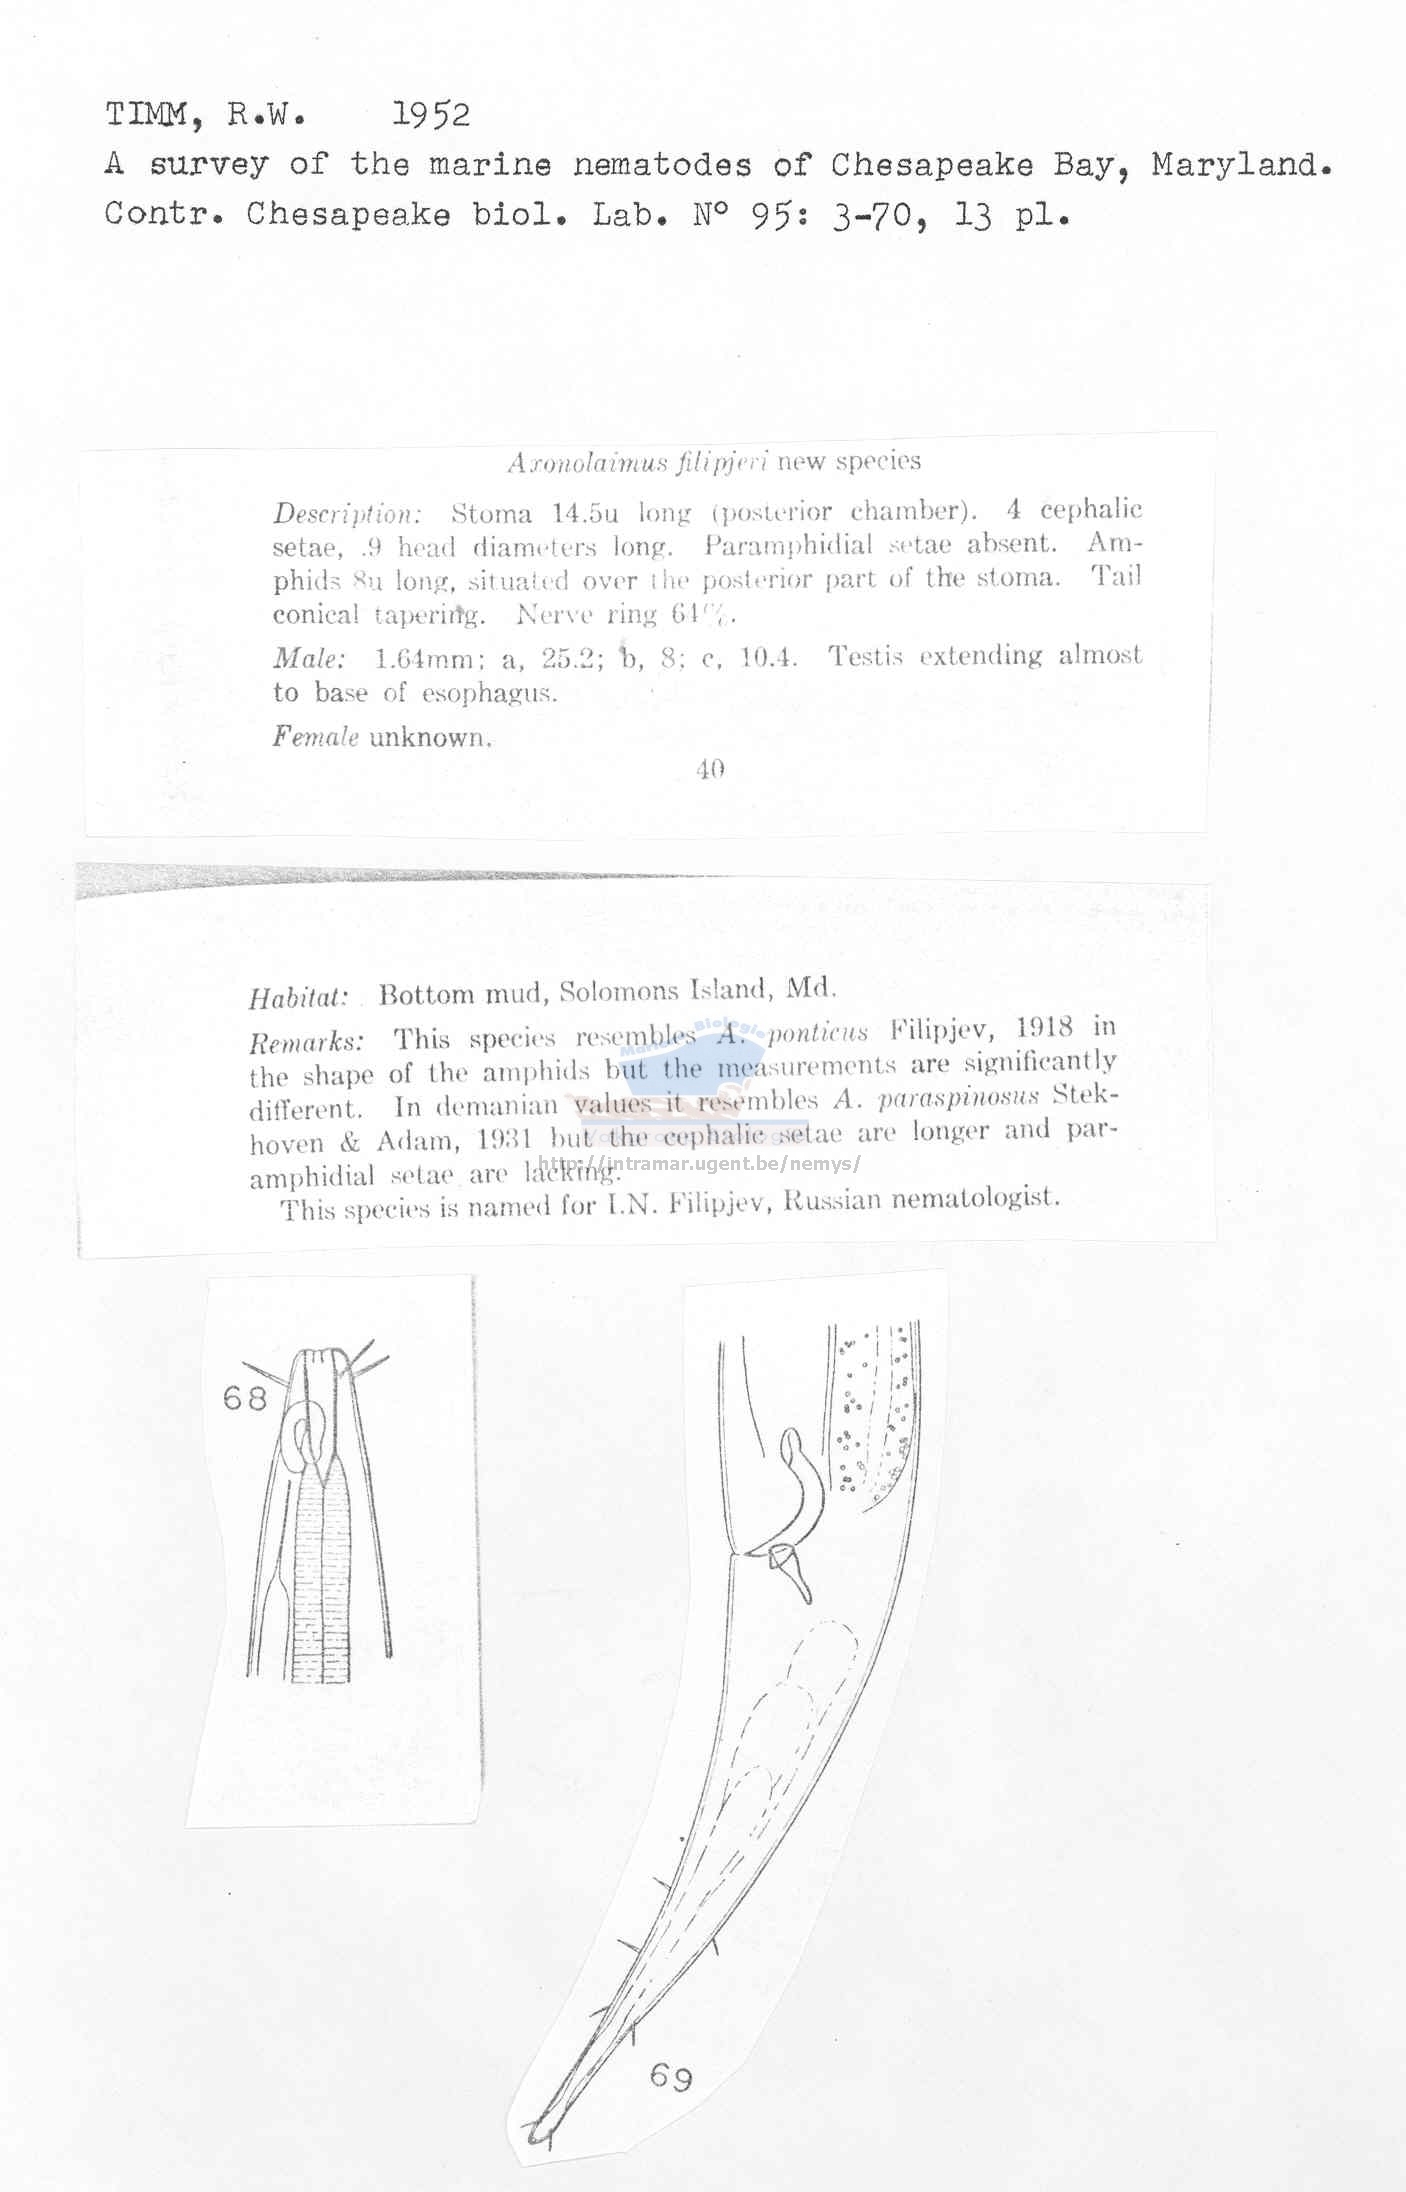 TIMM, R.W. 1952
A survey of the marine nematodes of Chesapeake Bay, Maryland.
Contr. Chesapeake biol. Lab. N° 95: 3-70, 13 pl.
Axonolaimus filipjevi new species
Description: Stoma 14.5u long (posterior chamber). 4 cephalic
setae, .9 head diameters long. Paramphidial setae absent. Am-
phids 8u long, situated over the posterior part of the stoma. Tail
conical tapering. Nerve ring 64%.
Male: 1.64mm; a, 25.2; b, 8; c, 10.4. Testis extending almost
to base of esophagus.
Female unknown.
40
Habitat: Bottom mud, Solomons Island, Md.
Remarks: This species resembles A. ponticus Filipjev, 1918 in
the shape of the amphids but the measurements are significantly
different. In demanian values it resembles A. paraspinosus Stek-
hoven & Adam, 1931 but the cephalic setae are longer and par-
amphidial setae are lacking.
http://intramar.ugent.be/nemys/
This species is named for I.N. Filipjev, Russian nematologist.
68
69